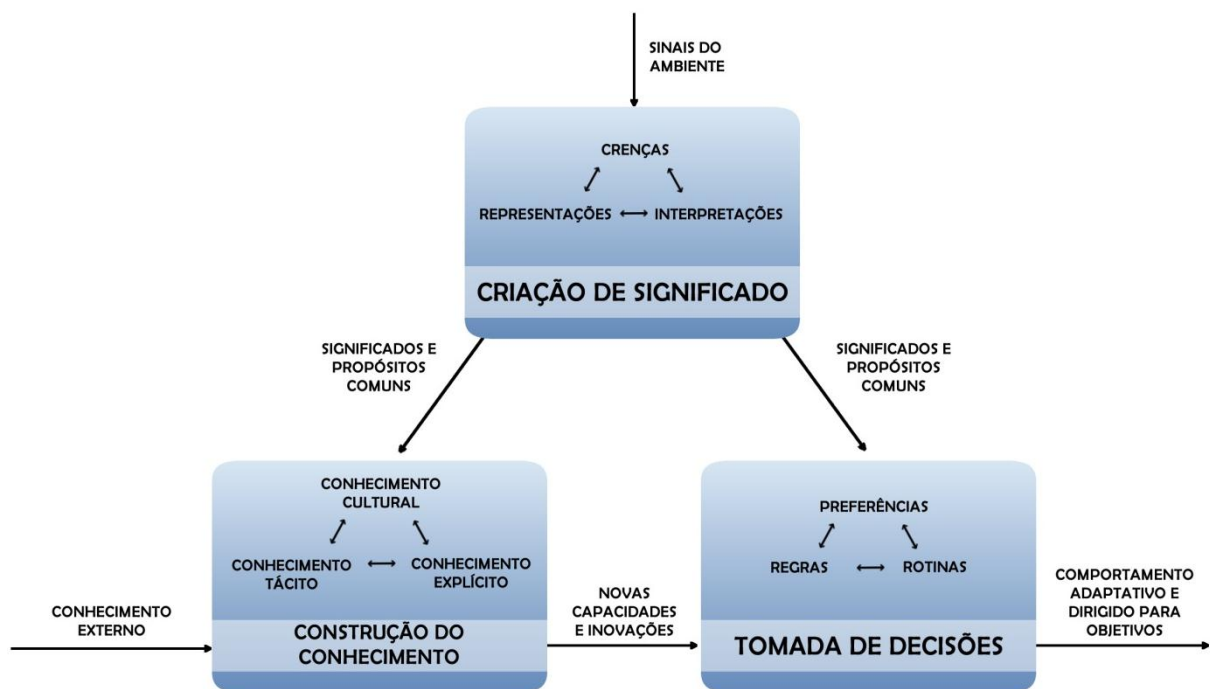 SINAIS DO
AMBIENTE
CRENÇAS
REPRESENTAÇÕES
INTERPRETAÇÕES
CRIAÇÃO DE SIGNIFICADO
SIGNIFICADOS E
PROPÓSITOS
COMUNS
SIGNIFICADOS E
PROPÓSITOS
COMUNS
CONHECIMENTO
CULTURAL
CONHECIMENTO
TÁCITO
CONHECIMENTO
EXPLÍCITO
CONSTRUÇÃO DO
CONHECIMENTO
CONHECIMENTO
EXTERNO
NOVAS
CAPACIDADES
E INOVAÇÕES
PREFERÊNCIAS
REGRAS
ROTINAS
TOMADA DE DECISÕES
COMPORTAMENTO
ADAPTATIVO E
DIRIGIDO PARA
OBJETIVOS